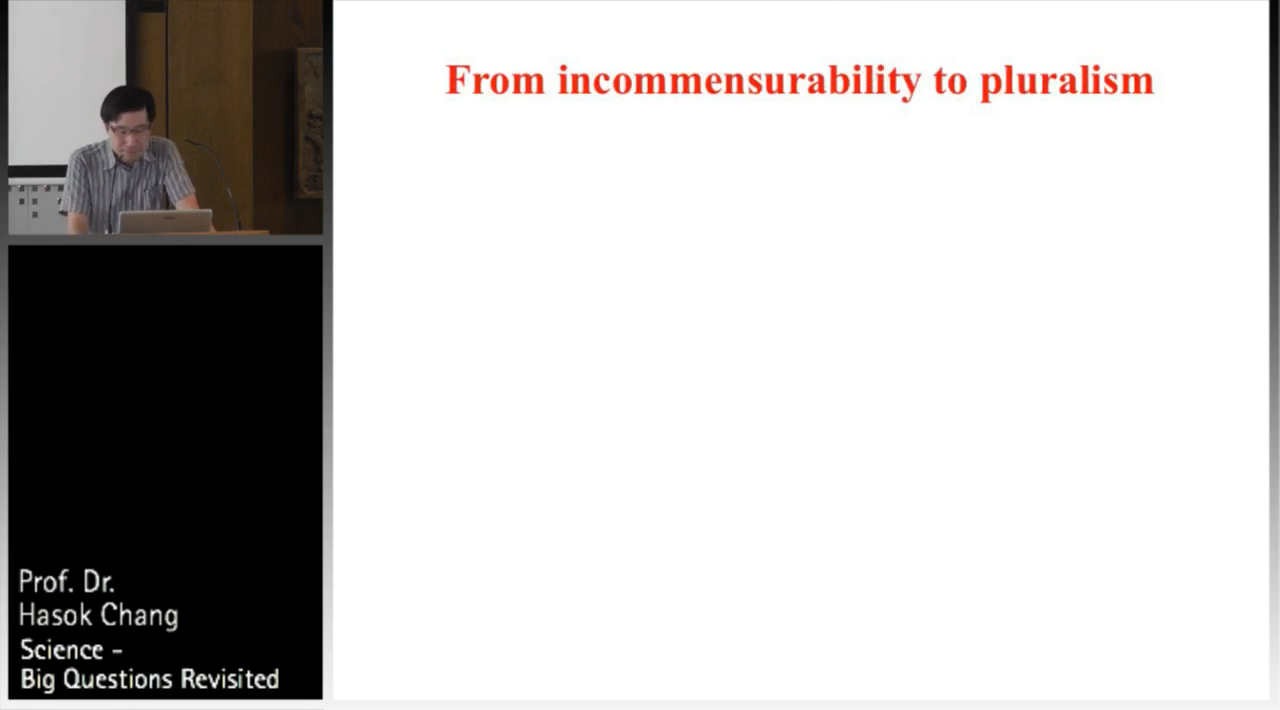 From incommensurability to pluralism
Prof. Dr.
Hasok Chang
Science -
Big Questions Revisited